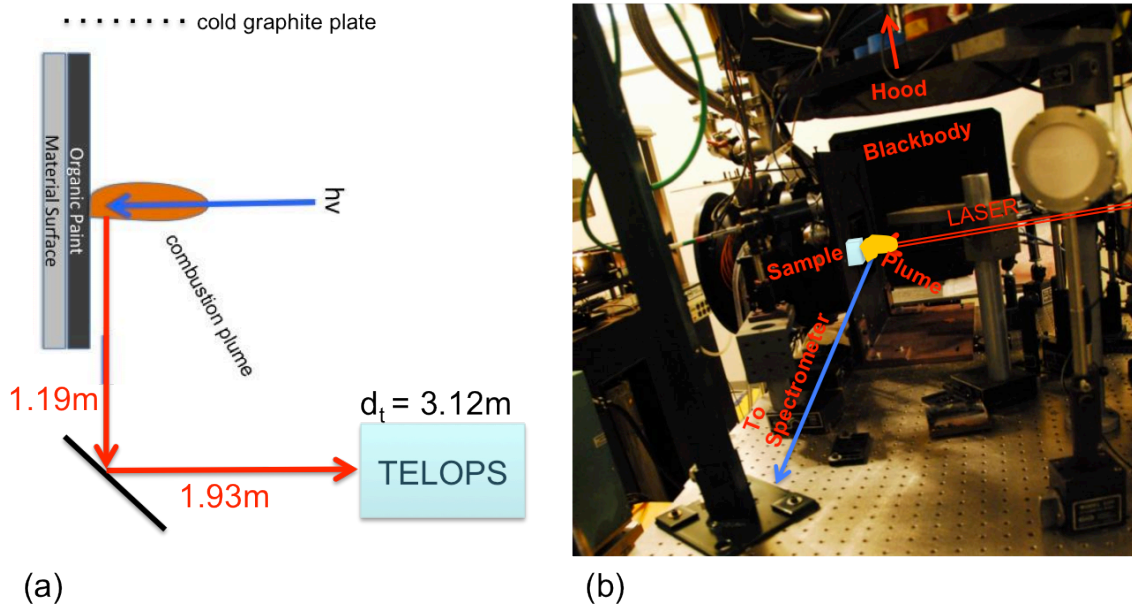 cold graphite plate
Material Surface
Organic Paint
hv
combustion plume
1.19m
d_t = 3.12m
TELOPS
1.93m
(a)
Hood
Blackbody
LASER
Sample
Plume
To
Spectrometer
(b)